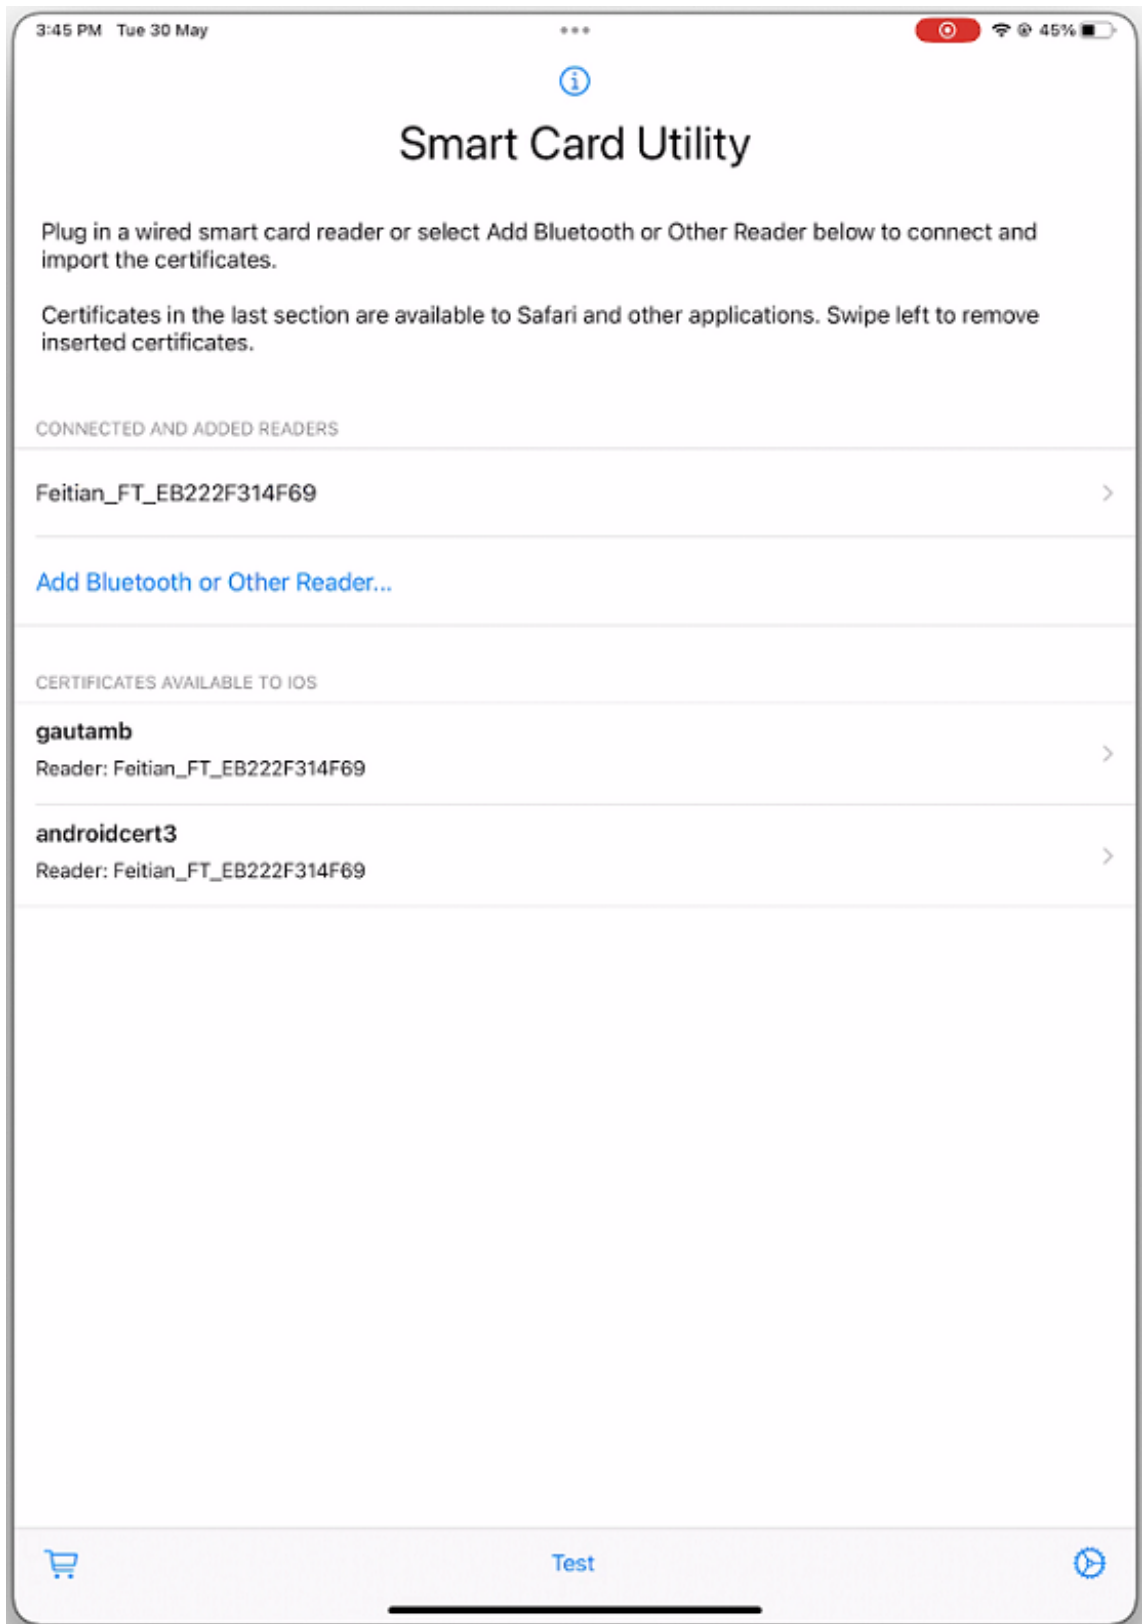 3:45 PM Tue 30 May
45%
Smart Card Utility
Plug in a wired smart card reader or select Add Bluetooth or Other Reader below to connect and
import the certificates.
Certificates in the last section are available to Safari and other applications. Swipe left to remove
inserted certificates.
CONNECTED AND ADDED READERS
Feitian_FT_EB222F314F69
Add Bluetooth or Other Reader...
CERTIFICATES AVAILABLE TO IOS
gautamb
Reader: Feitian_FT_EB222F314F69
androidcert3
Reader: Feitian_FT_EB222F314F69
Test